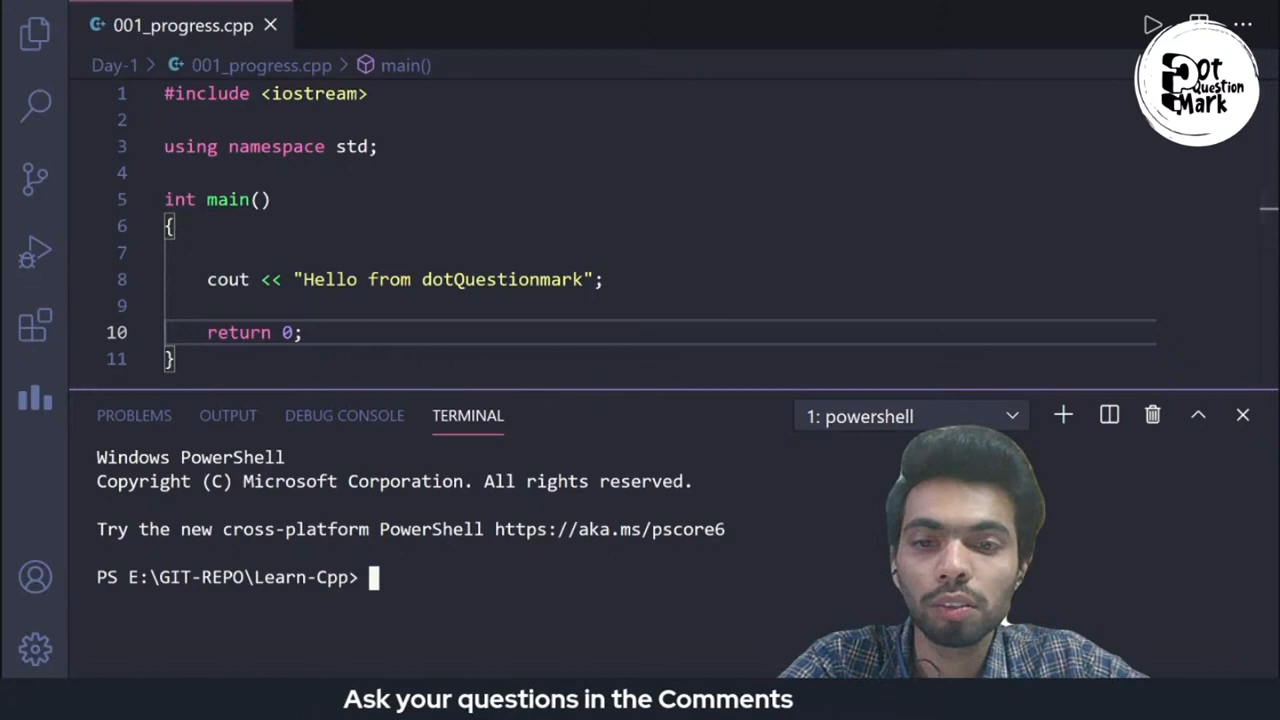 001_progress.cpp
Day-1 > 001_progress.cpp > main()
Dot
Question
Mark
1 #include <iostream>
2
3 using namespace std;
4
5 int main()
6 {
7
8 cout << "Hello from dotQuestionmark";
9
10 return 0;
11 }
PROBLEMS OUTPUT DEBUG CONSOLE TERMINAL 1: powershell
Windows PowerShell
Copyright (C) Microsoft Corporation. All rights reserved.
Try the new cross-platform PowerShell https://aka.ms/pscore6
PS E:\GIT-REPO\Learn-Cpp>
Ask your questions in the Comments